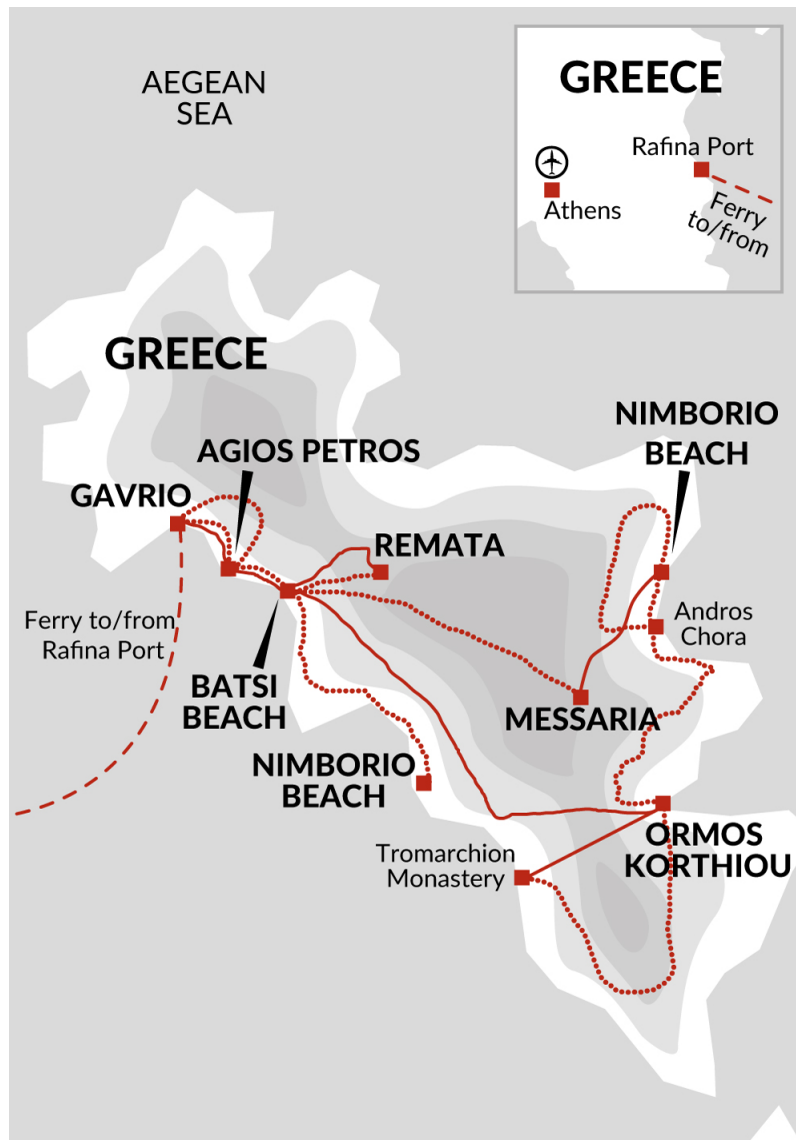 AEGEAN
SEA
GREECE
Rafina Port
Athens
Ferry
to/from
GREECE
NIMBORIO
BEACH
AGIOS PETROS
GAVRIO
REMATA
Ferry to/from
Rafina Port
Andros
Chora
BATSI
BEACH
MESSARIA
NIMBORIO
BEACH
ORMOS
KORTHIOU
Tromarchion
Monastery